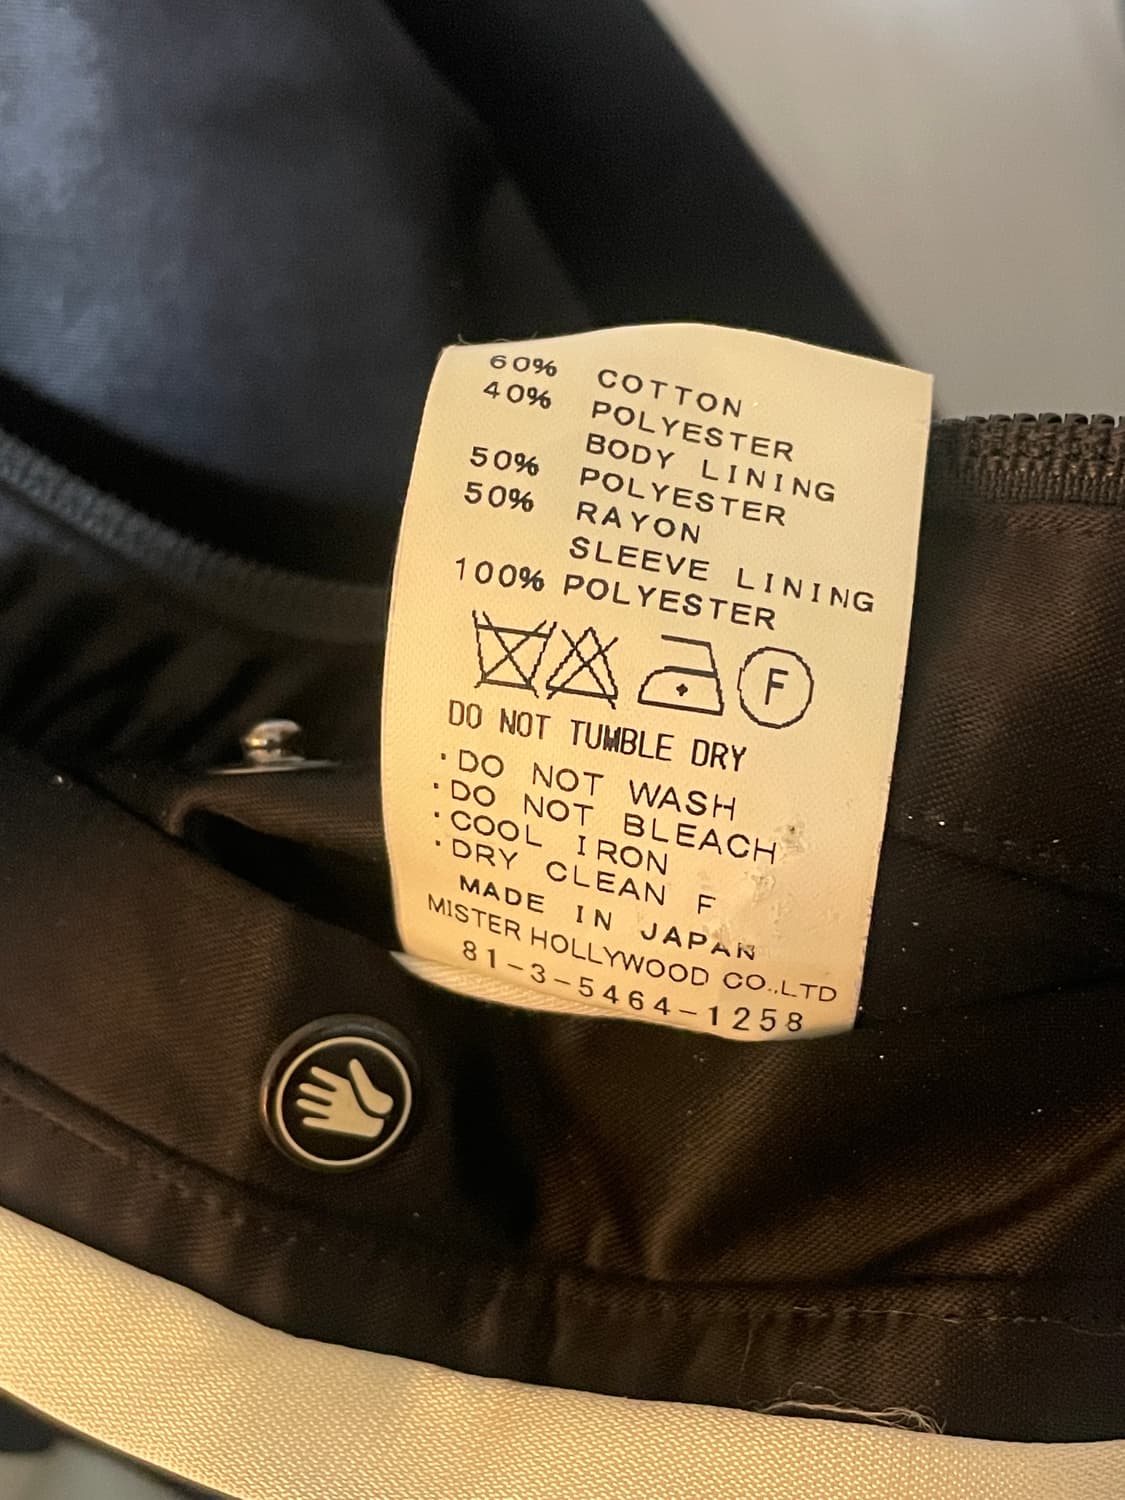 60% COTTON
40% POLYESTER
BODY LINING
50% POLYESTER
50% RAYON
SLEEVE LINING
100% POLYESTER
F
DO NOT TUMBLE DRY
・DO NOT WASH
・DO NOT BLEACH
・COOL IRON
・DRY CLEAN F
MADE IN JAPAN
MISTER HOLLYWOOD CO.,LTD
81-3-5464-1258